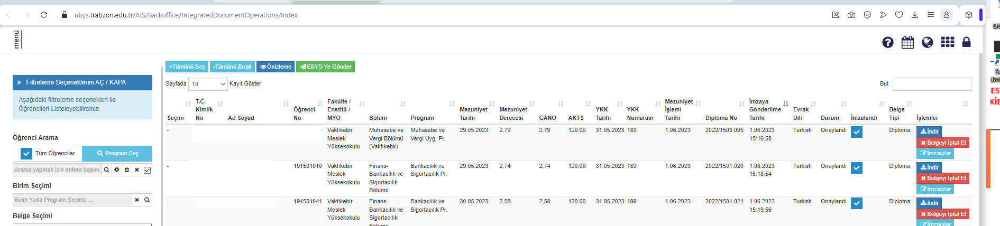 ubys.trabzon.edu.tr/AIS/Backoffice/IntegratedDocumentOperations/Index
menü
+Tümünü Seç -Tümünü Bırak Önizleme EBYS Ye Gönder
Filtreleme Seçeneklerini AÇ / KAPA
Aşağıdaki filtreleme seçenekleri ile
Öğrencileri Listeleyebilirsiniz.
Öğrenci Arama
Tüm Öğrenciler Program Seç
Arama yapmak için entera basını
Birim Seçimi
Birim Yada Program Seçiniz ...
Belge Seçimi
Sayfada 10 Kayıt Göster Bul:
Seçim T.C. Kimlik No Ad Soyad Öğrenci No Fakülte / Enstitü / MYO Bölüm Program Mezuniyet Tarihi Mezuniyet Derecesi GANO AKTS YKK Tarihi YKK Numarası Mezuniyet İşlemi Tarihi Diploma No İmzaya Gönderilme Tarihi Evrak Dili Durum İmzalandı Belge Tipi İşlemler
- Vakfıkebir Meslek Yüksekokulu Muhasebe ve Vergi Bölümü (Vakfıkebir) Muhasebe ve Vergi Uyg. Pr. 29.05.2023 2,79 2,79 120,00 31.05.2023 189 1.06.2023 2022/1503.005 1.06.2023 15:16:50 Turkish Onaylandı Diploma; İndir
Belgeyi İptal Et
İmzacılar
- 191501010 Vakfıkebir Meslek Yüksekokulu Finans-Bankacılık ve Sigortacılık Bölümü Bankacılık ve Sigortacılık Pr. 29.05.2023 2,74 2,74 120,00 31.05.2023 189 1.06.2023 2022/1501.020 1.06.2023 15:18:54 Turkish Onaylandı Diploma; İndir
Belgeyi İptal Et
İmzacılar
- 191501041 Vakfıkebir Meslek Yüksekokulu Finans-Bankacılık ve Sigortacılık Bölümü Bankacılık ve Sigortacılık Pr. 30.05.2023 2,58 2,58 120,00 31.05.2023 189 1.06.2023 2022/1501.021 1.06.2023 15:19:56 Turkish Onaylandı Diploma; İndir
Belgeyi İptal Et
İmzacılar